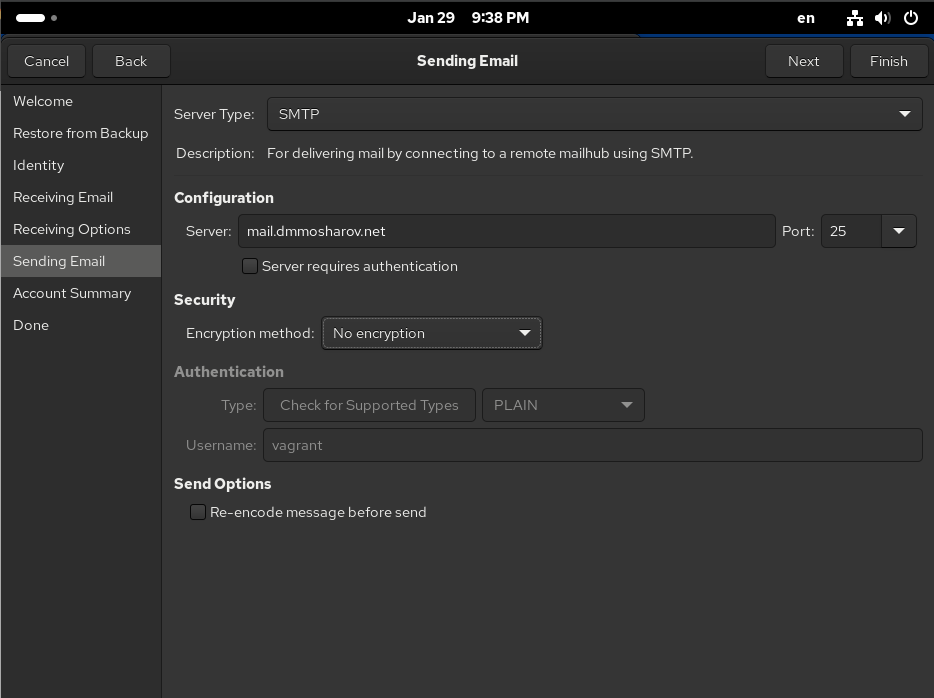 Jan 29 9:38 PM en
Cancel Back Sending Email Next Finish
Welcome
Restore from Backup
Identity
Receiving Email
Receiving Options
Sending Email
Account Summary
Done
Server Type: SMTP
Description: For delivering mail by connecting to a remote mailhub using SMTP.
Configuration
Server: mail.dmmosharov.net Port: 25
Server requires authentication
Security
Encryption method: No encryption
Authentication
Type: Check for Supported Types PLAIN
Username: vagrant
Send Options
Re-encode message before send